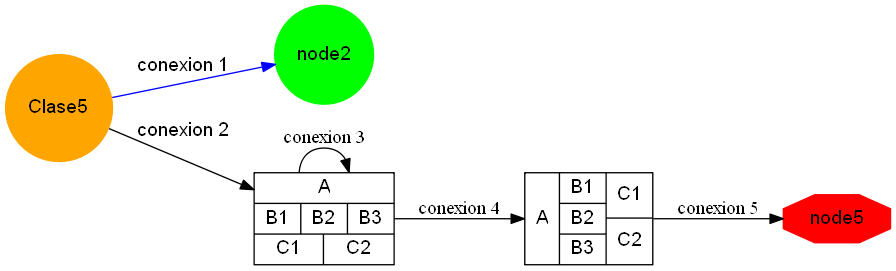 Clase5
conexion 1
node2
conexion 2
conexion 3
A
B1 B2 B3
C1 C2
conexion 4
A
B1
B2
B3
C1
C2
conexion 5
node5